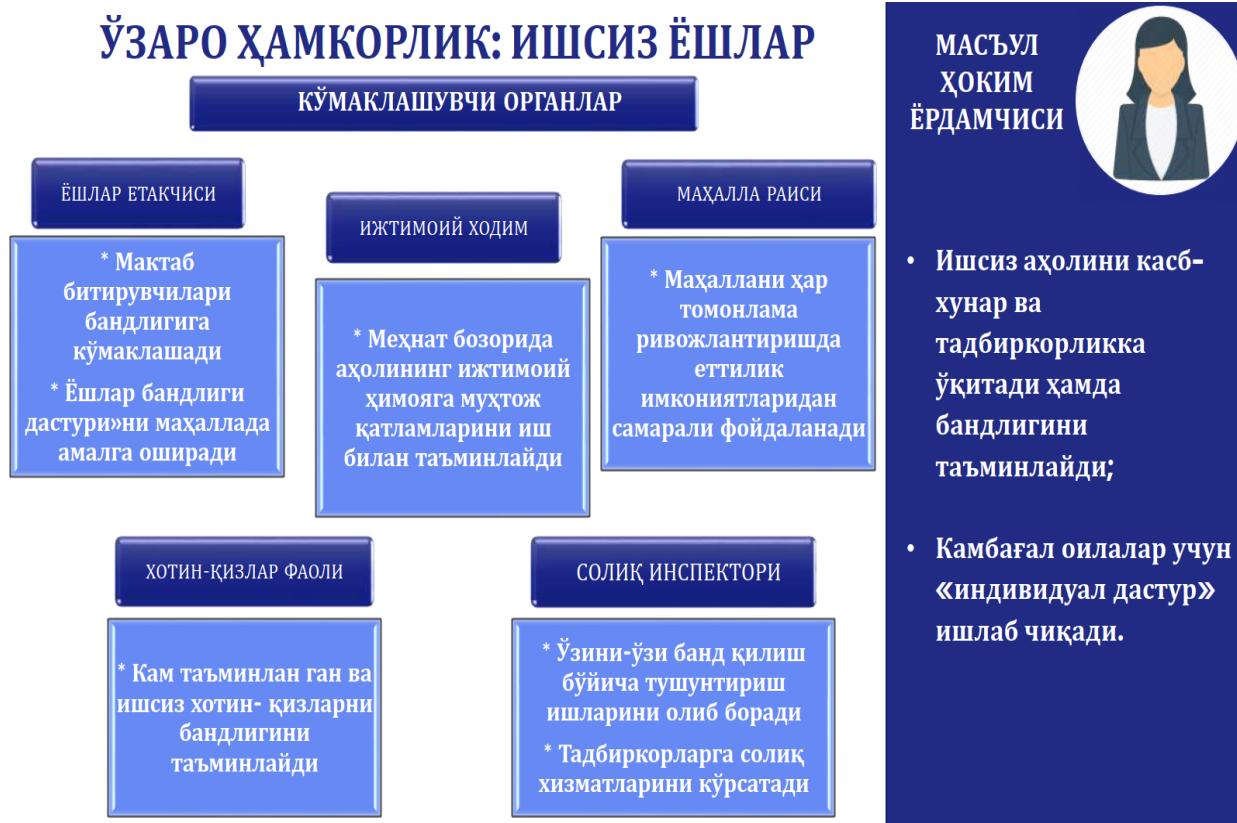 ЎЗАРО ҲАМКОРЛИК: ИШСИЗ ЁШЛАР
КЎМАКЛАШУВЧИ ОРГАНЛАР
ЁШЛАР ЕТАКЧИСИ
* Мактаб
битирувчилари
бандлигига
кўмаклашади
* Ёшлар бандлиги
дастури»ни маҳаллада
амалга оширади
ИЖТИМОИЙ ХОДИМ
* Меҳнат бозорида
аҳолининг ижтимоий
ҳимояга муҳтож
қатламларини иш
билан таъминлайди
МАҲАЛЛА РАИСИ
* Маҳаллани ҳар
томонлама
ривожлантиришда
еттилик
имкониятларидан
самарали фойдаланади
ХОТИН-ҚИЗЛАР ФАОЛИ
* Кам таъминлан ган ва
ишсиз хотин- қизларни
бандлигини
таъминлайди
СОЛИҚ ИНСПЕКТОРИ
* Ўзини-ўзи банд қилиш
бўйича тушунтириш
ишларини олиб боради
* Тадбиркорларга солиқ
хизматларини кўрсатади
МАСЪУЛ
ҲОКИМ
ЁРДАМЧИСИ
• Ишсиз аҳолини касб-
хунар ва
тадбиркорликка
ўқитади ҳамда
бандлигини
таъминлайди;
• Камбағал оилалар учун
«индивидуал дастур»
ишлаб чиқади.